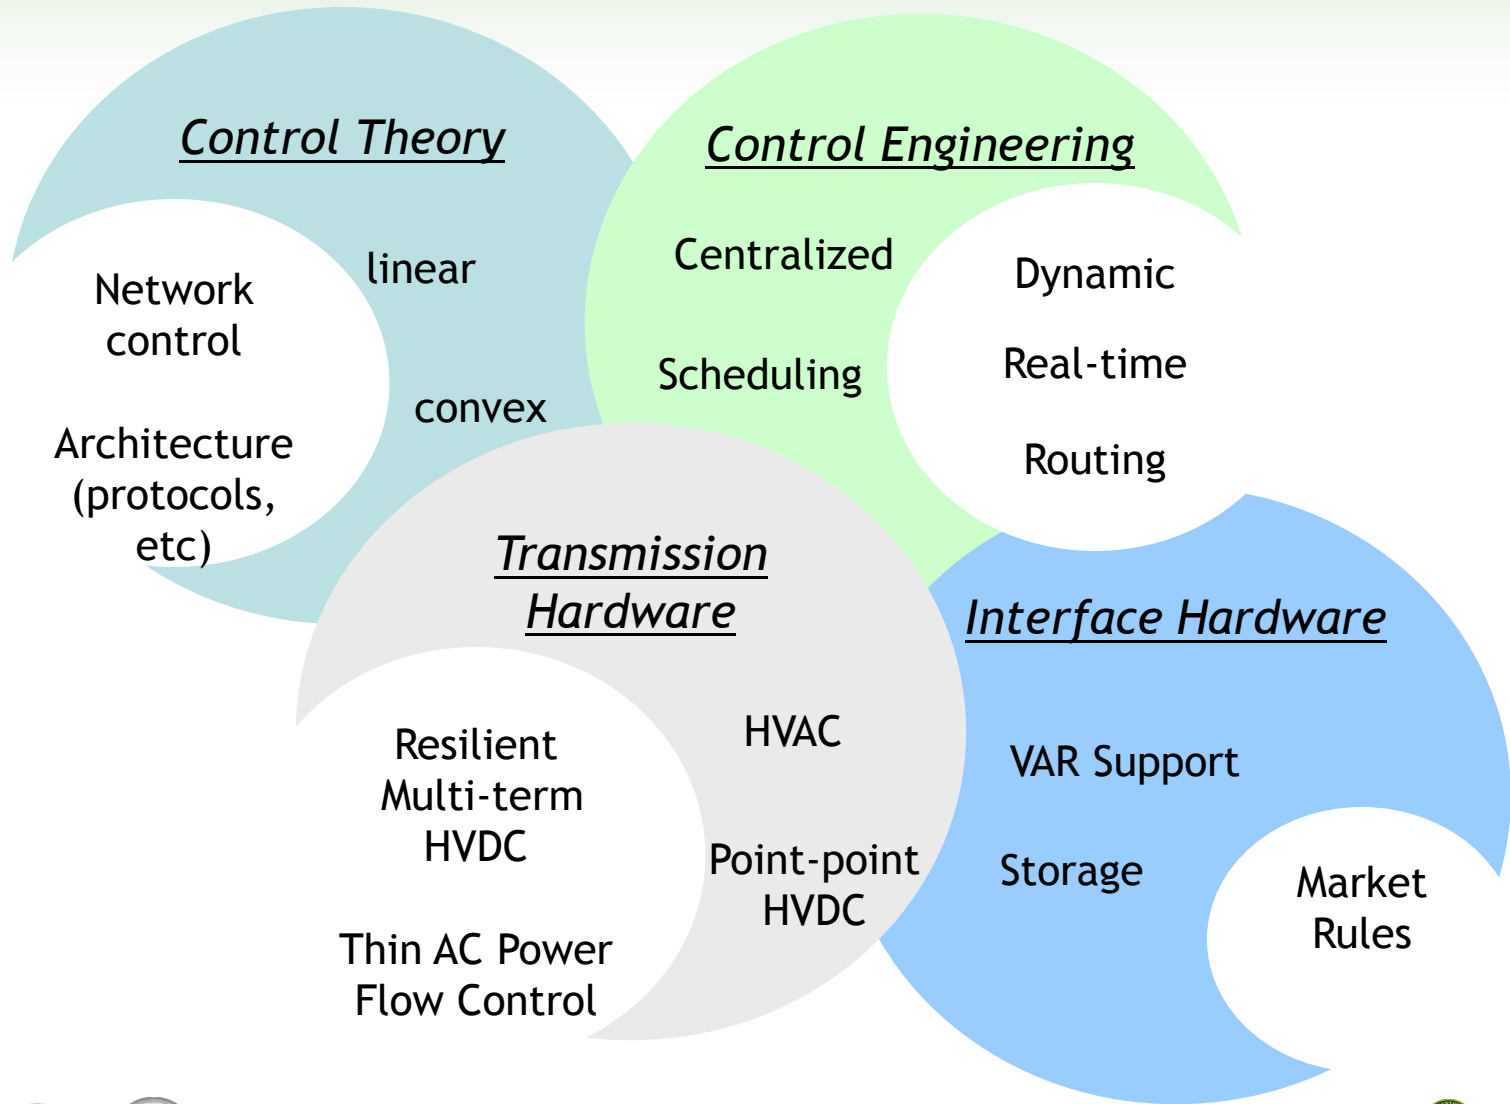 Control Theory
linear
convex
Network
control
Architecture
(protocols,
etc)
Control Engineering
Centralized
Scheduling
Dynamic
Real-time
Routing
Transmission
Hardware
HVAC
Point-point
HVDC
Resilient
Multi-term
HVDC
Thin AC Power
Flow Control
Interface Hardware
VAR Support
Storage
Market
Rules